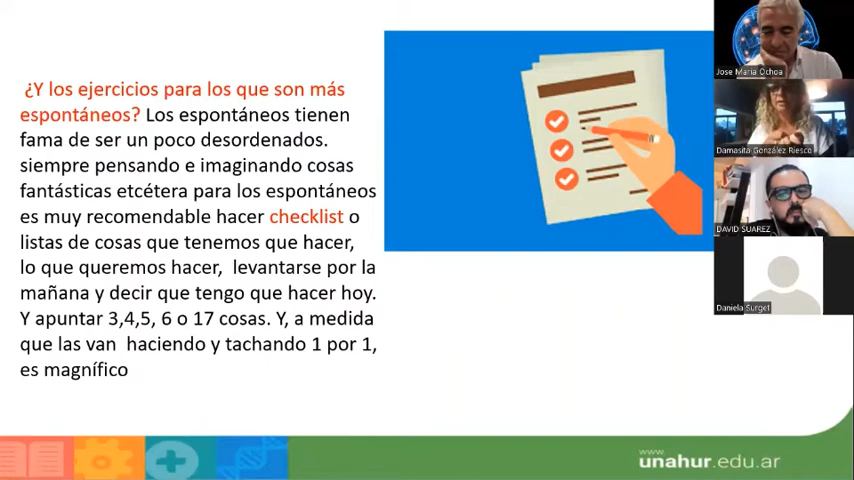 ¿Y los ejercicios para los que son más
espontáneos? Los espontáneos tienen
fama de ser un poco desordenados.
siempre pensando e imaginando cosas
fantásticas etcétera para los espontáneos
es muy recomendable hacer checklist o
listas de cosas que tenemos que hacer,
lo que queremos hacer, levantarse por la
mañana y decir que tengo que hacer hoy.
Y apuntar 3,4,5, 6 o 17 cosas. Y, a medida
que las van haciendo y tachando 1 por 1,
es magnífico
Jose Maria Ochoa
Damasita González Riesco
DAVID SUAREZ
Daniela Surget
www.
unahur.edu.ar